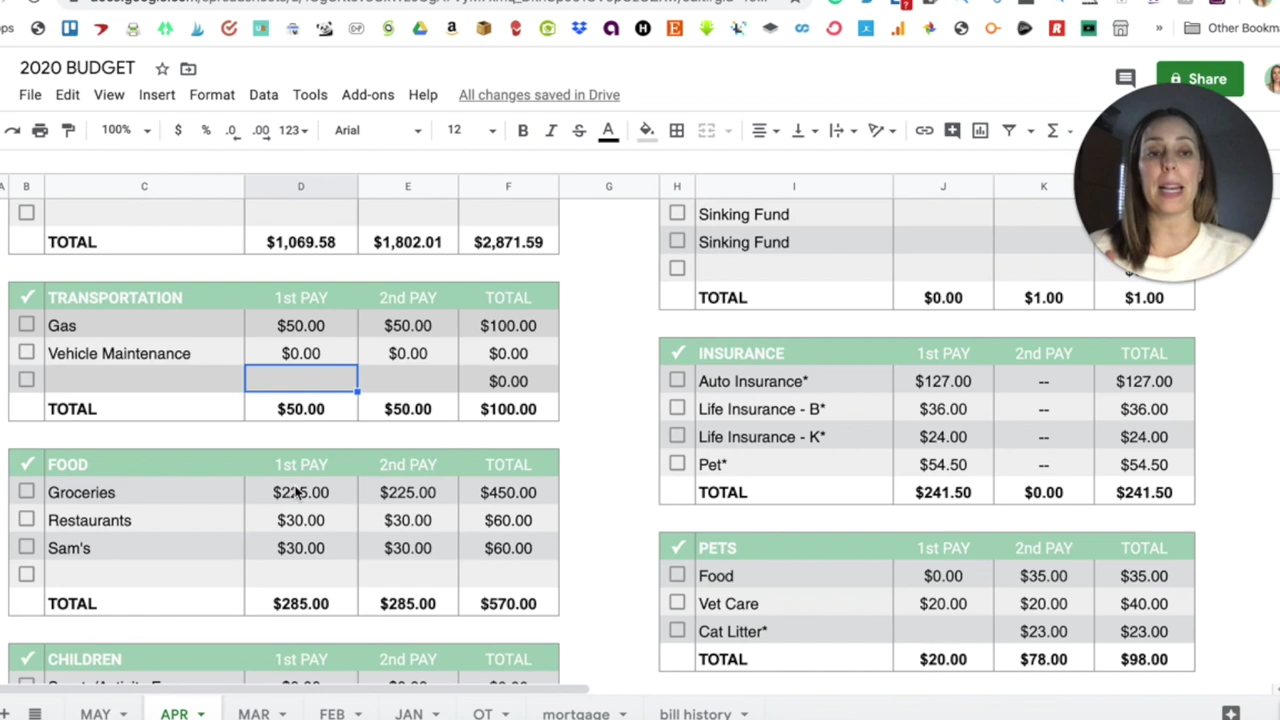 2020 BUDGET
File Edit View Insert Format Data Tools Add-ons Help All changes saved in Drive
Share
Other Bookma
100% $ % .0 .00 123 Arial 12 B I S A Σ
A B C D E F G H I J K
TOTAL $1,069.58 $1,802.01 $2,871.59
✓ TRANSPORTATION 1st PAY 2nd PAY TOTAL
Gas $50.00 $50.00 $100.00
Vehicle Maintenance $0.00 $0.00 $0.00
$0.00
TOTAL $50.00 $50.00 $100.00
✓ FOOD 1st PAY 2nd PAY TOTAL
Groceries $225.00 $225.00 $450.00
Restaurants $30.00 $30.00 $60.00
Sam's $30.00 $30.00 $60.00
TOTAL $285.00 $285.00 $570.00
✓ CHILDREN 1st PAY 2nd PAY TOTAL
Sinking Fund
Sinking Fund
TOTAL $0.00 $1.00 $1.00
✓ INSURANCE 1st PAY 2nd PAY TOTAL
Auto Insurance* $127.00 -- $127.00
Life Insurance - B* $36.00 -- $36.00
Life Insurance - K* $24.00 -- $24.00
Pet* $54.50 -- $54.50
TOTAL $241.50 $0.00 $241.50
✓ PETS 1st PAY 2nd PAY TOTAL
Food $0.00 $35.00 $35.00
Vet Care $20.00 $20.00 $40.00
Cat Litter* $23.00 $23.00
TOTAL $20.00 $78.00 $98.00
MAY APR MAR FEB JAN OT mortgage bill history